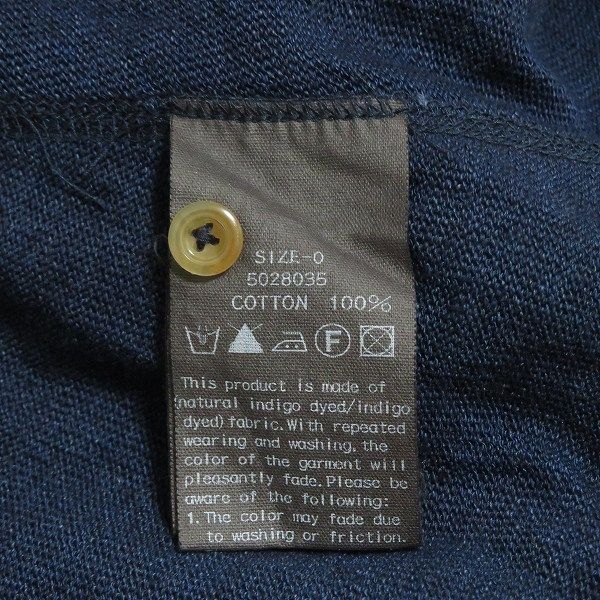 SIZE-0
5028035
COTTON 100%
F
This product is made of
(natural indigo dyed/indigo
dyed) fabric. With repeated
wearing and washing, the
color of the garment will
pleasantly fade. Please be
aware of the following:
1. The color may fade due
to washing or friction.